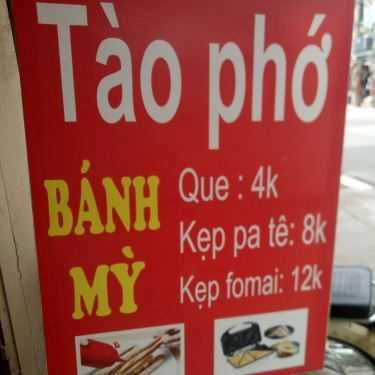 Tào phớ
BÁNH MỲ
Que : 4k
Kẹp pa tê: 8k
Kẹp fomai: 12k